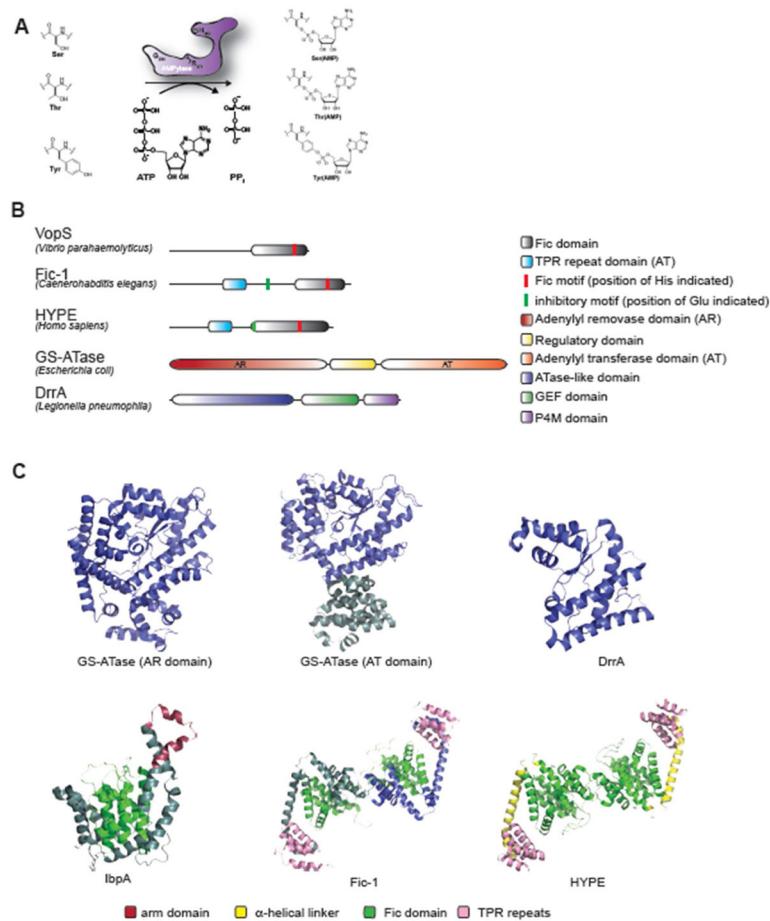 A
Ser
Thr
Tyr
AMPylase
ATP
PPi
Ser(AMP)
Thr(AMP)
Tyr(AMP)
B
VopS
(Vibrio parahaemolyticus)
Fic-1
(Caenerohabditis elegans)
HYPE
(Homo sapiens)
GS-ATase
(Escherichia coli)
AR
AT
DrrA
(Legionella pneumophila)
Fic domain
TPR repeat domain (AT)
Fic motif (position of His indicated)
inhibitory motif (position of Glu indicated)
Adenylyl removase domain (AR)
Regulatory domain
Adenylyl transferase domain (AT)
ATase-like domain
GEF domain
P4M domain
C
GS-ATase (AR domain)
GS-ATase (AT domain)
DrrA
IbpA
Fic-1
HYPE
arm domain
α-helical linker
Fic domain
TPR repeats